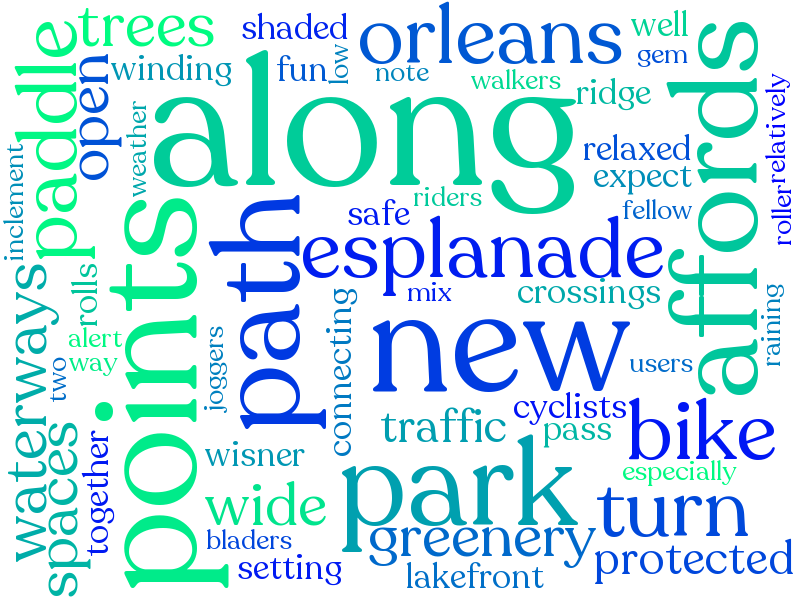 trees
shaded
orleans
well
gem
paddle
open
winding
fun
low
note
walkers
ridge
affords
relatively
weather
along
relaxed
expect
inclement
riders
fellow
roller
points
path
safe
esplanade
rolls
mix
crossings
raining
waterways
connecting
new
alert
way
two
joggers
users
cyclists
traffic
pass
bike
spaces
together
wisner
park
especially
wide
turn
bladers
greenery
setting
lakefront
protected